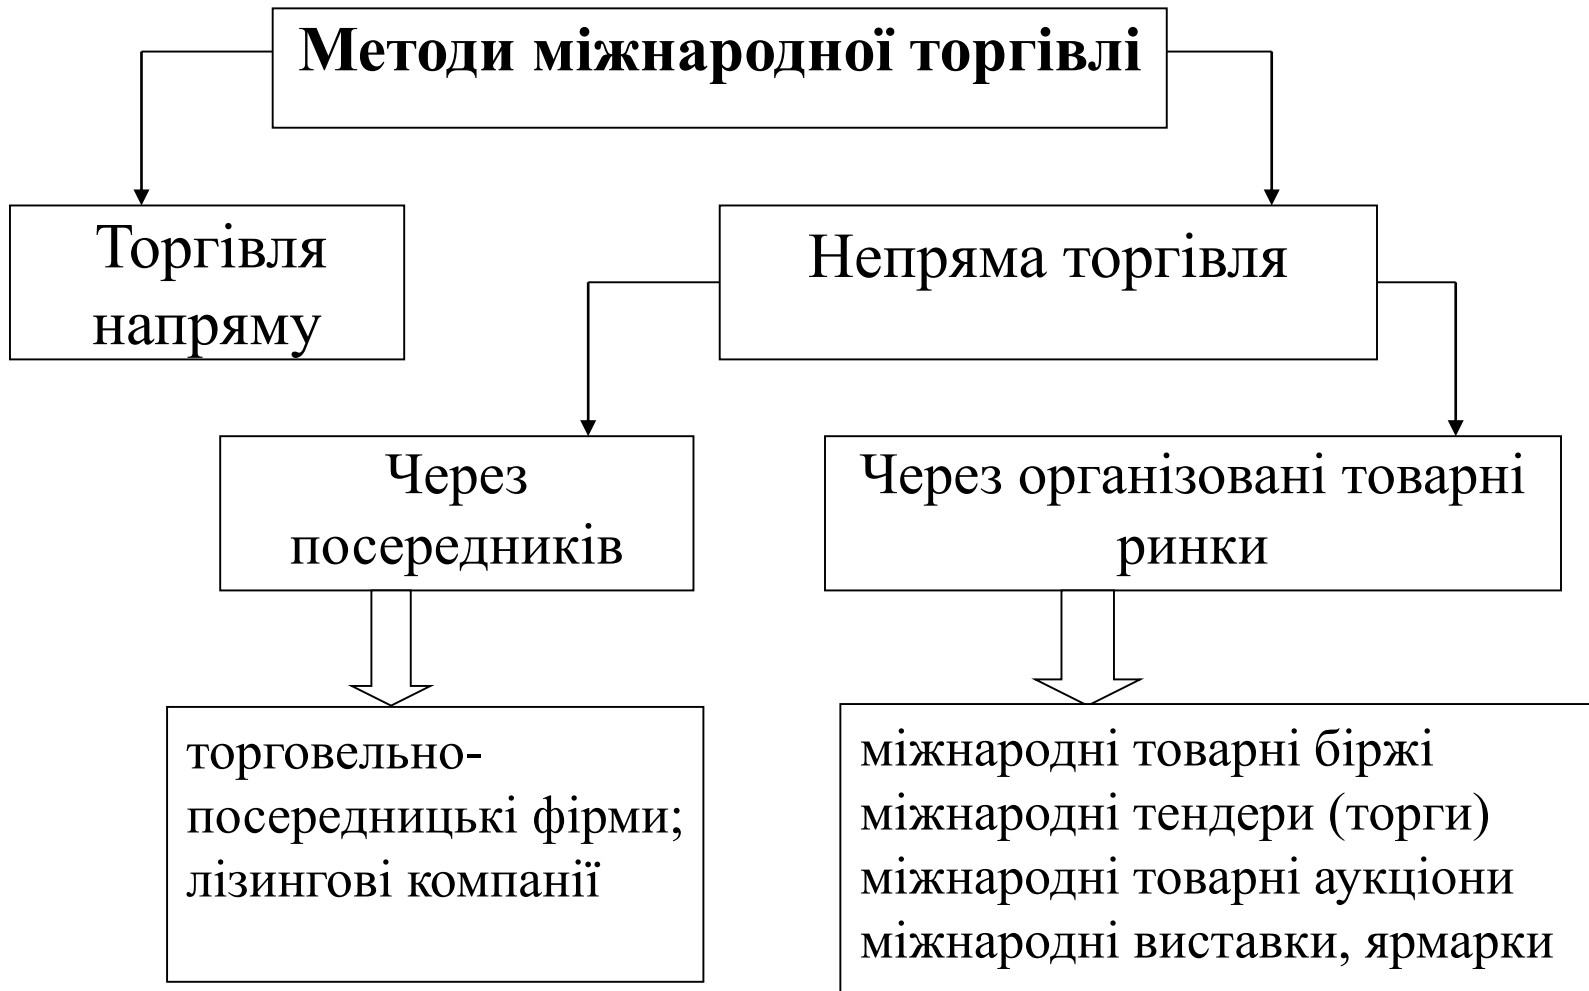 Методи міжнародної торгівлі
Торгівля
напряму
Непряма торгівля
Через
посередників
Через організовані товарні
ринки
торговельно-
посередницькі фірми;
лізингові компанії
міжнародні товарні біржі
міжнародні тендери (торги)
міжнародні товарні аукціони
міжнародні виставки, ярмарки